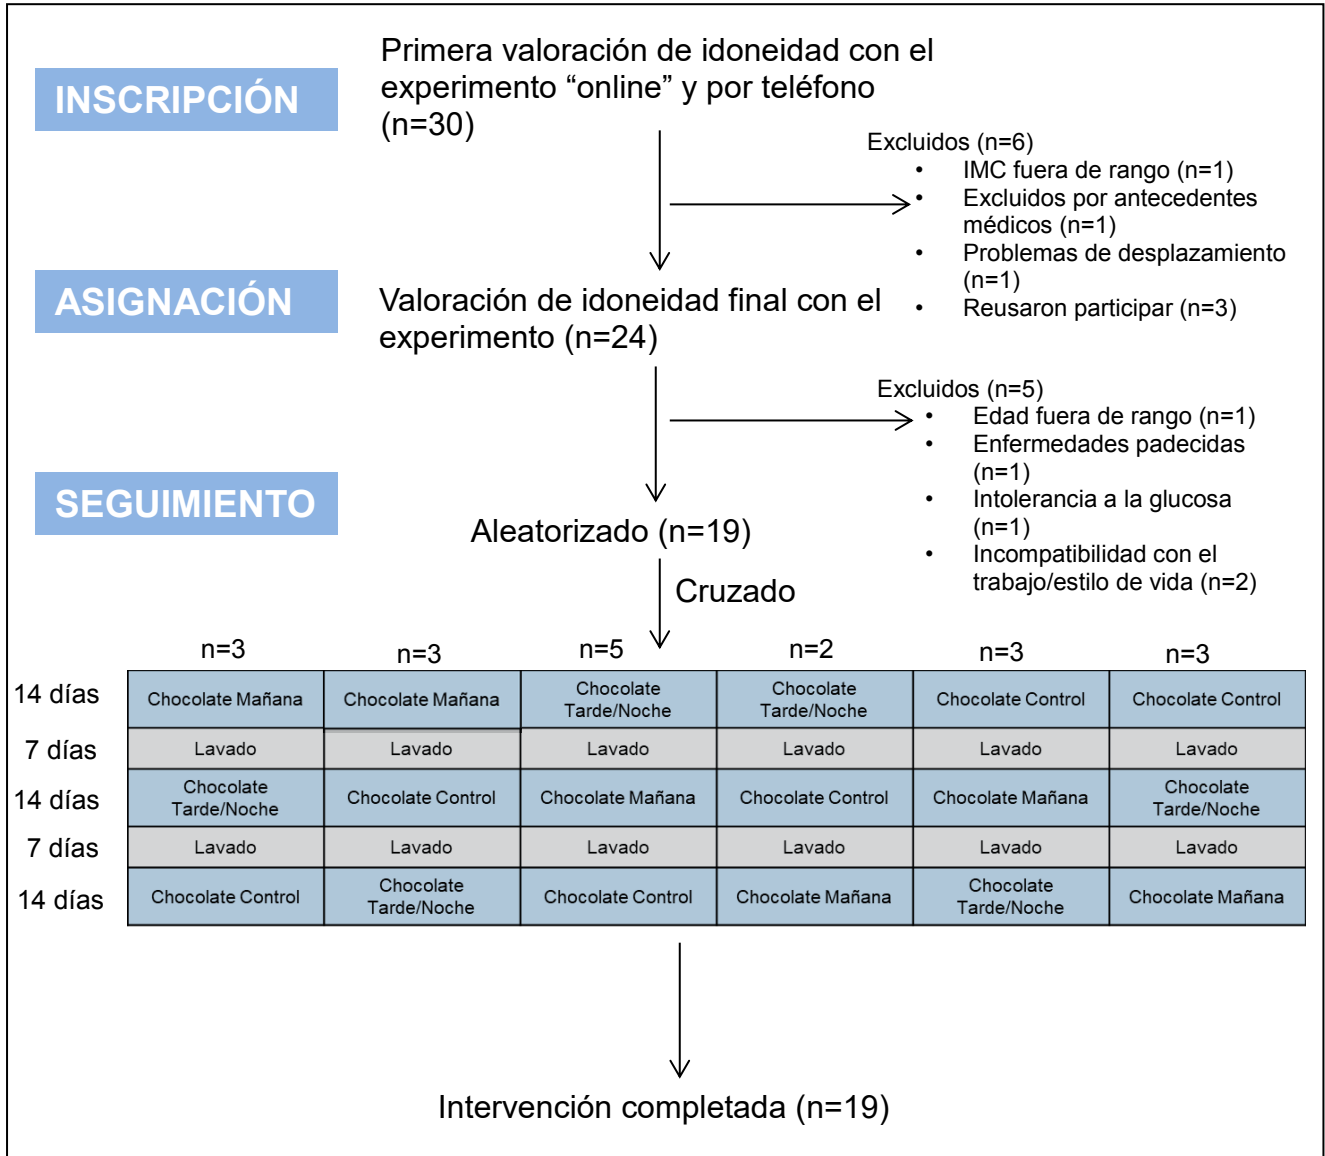 INSCRIPCIÓN
Primera valoración de idoneidad con el
experimento “online” y por teléfono
(n=30)
Excluidos (n=6)
• IMC fuera de rango (n=1)
• Excluidos por antecedentes
médicos (n=1)
• Problemas de desplazamiento
(n=1)
• Reusaron participar (n=3)
ASIGNACIÓN
Valoración de idoneidad final con el
experimento (n=24)
Excluidos (n=5)
• Edad fuera de rango (n=1)
• Enfermedades padecidas
(n=1)
• Intolerancia a la glucosa
(n=1)
• Incompatibilidad con el
trabajo/estilo de vida (n=2)
SEGUIMIENTO
Aleatorizado (n=19)
Cruzado
n=3 n=3 n=5 n=2 n=3 n=3
14 días
Chocolate Mañana
Chocolate Mañana
Chocolate
Tarde/Noche
Chocolate
Tarde/Noche
Chocolate Control
Chocolate Control
7 días
Lavado
Lavado
Lavado
Lavado
Lavado
Lavado
14 días
Chocolate
Tarde/Noche
Chocolate Control
Chocolate Mañana
Chocolate Control
Chocolate Mañana
Chocolate
Tarde/Noche
7 días
Lavado
Lavado
Lavado
Lavado
Lavado
Lavado
14 días
Chocolate Control
Chocolate
Tarde/Noche
Chocolate Control
Chocolate Mañana
Chocolate
Tarde/Noche
Chocolate Mañana
Intervención completada (n=19)